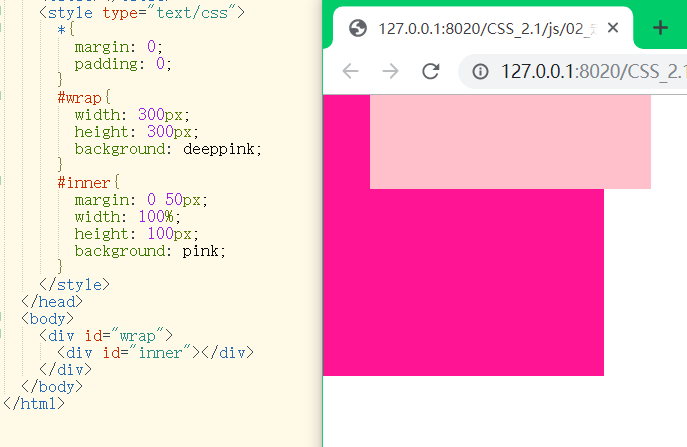 <style type="text/css">
*{
margin: 0;
padding: 0;
}
#wrap{
width: 300px;
height: 300px;
background: deeppink;
}
#inner{
margin: 0 50px;
width: 100%;
height: 100px;
background: pink;
}
</style>
</head>
<body>
<div id="wrap">
<div id="inner"></div>
</div>
</body>
</html>
127.0.0.1:8020/CSS_2.1/js/02_
127.0.0.1:8020/CSS_2.1